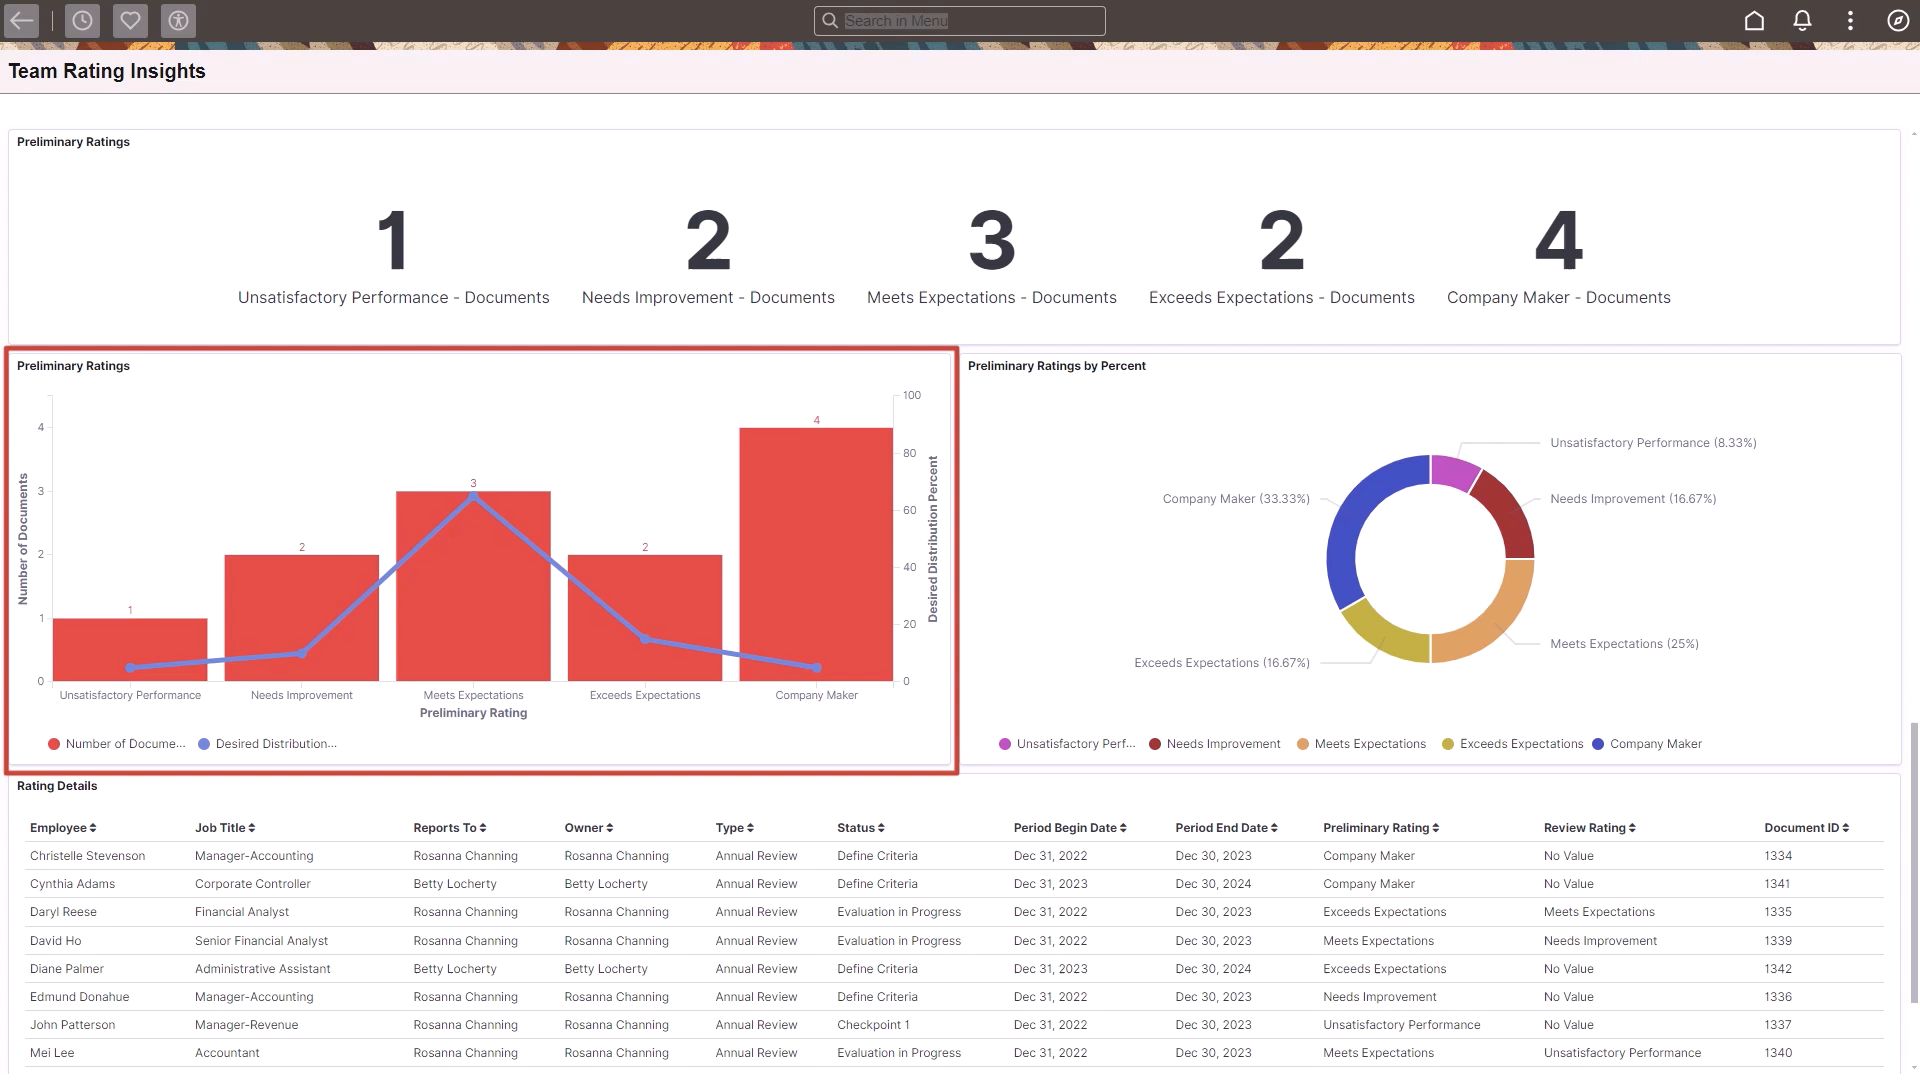 Search in Menu
Team Rating Insights
Preliminary Ratings
1 2 3 2 4
Unsatisfactory Performance - Documents Needs Improvement - Documents Meets Expectations - Documents Exceeds Expectations - Documents Company Maker - Documents
Preliminary Ratings
100
4
4
80
3
3
60
2
2
2
40
1
1
20
0
0
Number of Documents
Desired Distribution Percent
Unsatisfactory Performance Needs Improvement Meets Expectations Exceeds Expectations Company Maker
Preliminary Rating
Number of Docume... Desired Distribution...
Preliminary Ratings by Percent
Unsatisfactory Performance (8.33%)
Company Maker (33.33%)
Needs Improvement (16.67%)
Meets Expectations (25%)
Exceeds Expectations (16.67%)
Unsatisfactory Perf... Needs Improvement Meets Expectations Exceeds Expectations Company Maker
Rating Details
Employee Job Title Reports To Owner Type Status Period Begin Date Period End Date Preliminary Rating Review Rating Document ID
Christelle Stevenson Manager-Accounting Rosanna Channing Rosanna Channing Annual Review Define Criteria Dec 31, 2022 Dec 30, 2023 Company Maker No Value 1334
Cynthia Adams Corporate Controller Betty Locherty Betty Locherty Annual Review Define Criteria Dec 31, 2023 Dec 30, 2024 Company Maker No Value 1341
Daryl Reese Financial Analyst Rosanna Channing Rosanna Channing Annual Review Evaluation in Progress Dec 31, 2022 Dec 30, 2023 Exceeds Expectations Meets Expectations 1335
David Ho Senior Financial Analyst Rosanna Channing Rosanna Channing Annual Review Evaluation in Progress Dec 31, 2022 Dec 30, 2023 Meets Expectations Needs Improvement 1339
Diane Palmer Administrative Assistant Betty Locherty Betty Locherty Annual Review Define Criteria Dec 31, 2023 Dec 30, 2024 Exceeds Expectations No Value 1342
Edmund Donahue Manager-Accounting Rosanna Channing Rosanna Channing Annual Review Define Criteria Dec 31, 2022 Dec 30, 2023 Needs Improvement No Value 1336
John Patterson Manager-Revenue Rosanna Channing Rosanna Channing Annual Review Checkpoint 1 Dec 31, 2022 Dec 30, 2023 Unsatisfactory Performance No Value 1337
Mei Lee Accountant Rosanna Channing Rosanna Channing Annual Review Evaluation in Progress Dec 31, 2022 Dec 30, 2023 Meets Expectations Unsatisfactory Performance 1340